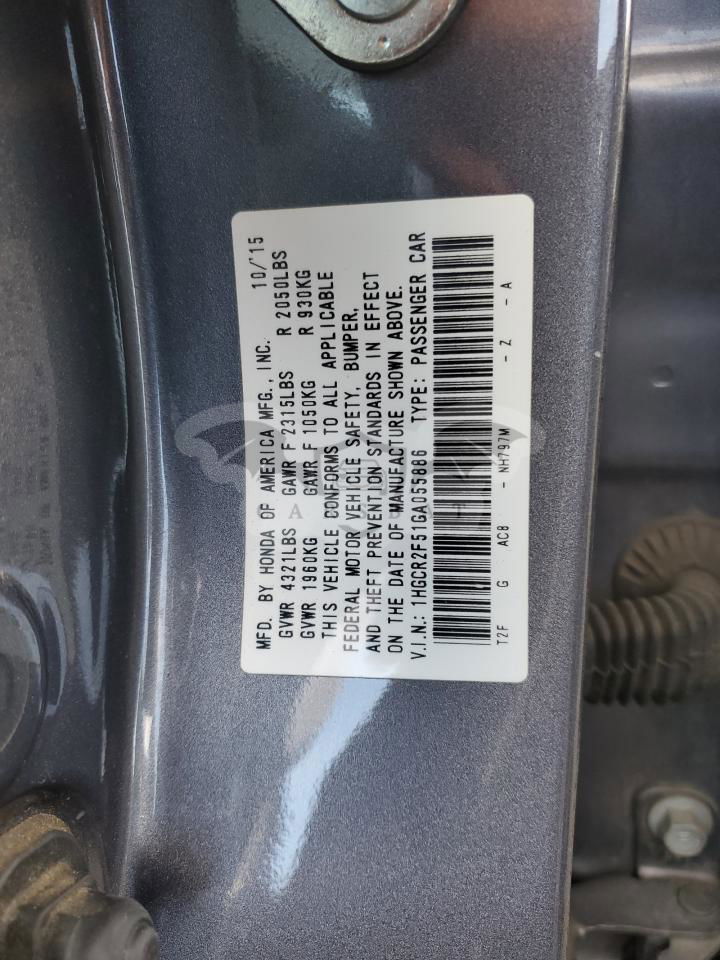 MFD. BY HONDA OF AMERICA MFG., INC. 10/'15
GVWR 4321LBS GAWR F 2315LBS R 2050LBS
GVWR 1960KG GAWR F 1050KG R 930KG
THIS VEHICLE CONFORMS TO ALL APPLICABLE
FEDERAL MOTOR VEHICLE SAFETY, BUMPER,
AND THEFT PREVENTION STANDARDS IN EFFECT
ON THE DATE OF MANUFACTURE SHOWN ABOVE.
V.I.N.: 1HGCR2F51GA055886 TYPE: PASSENGER CAR
T2F G AC8 - NH797M - Z - A